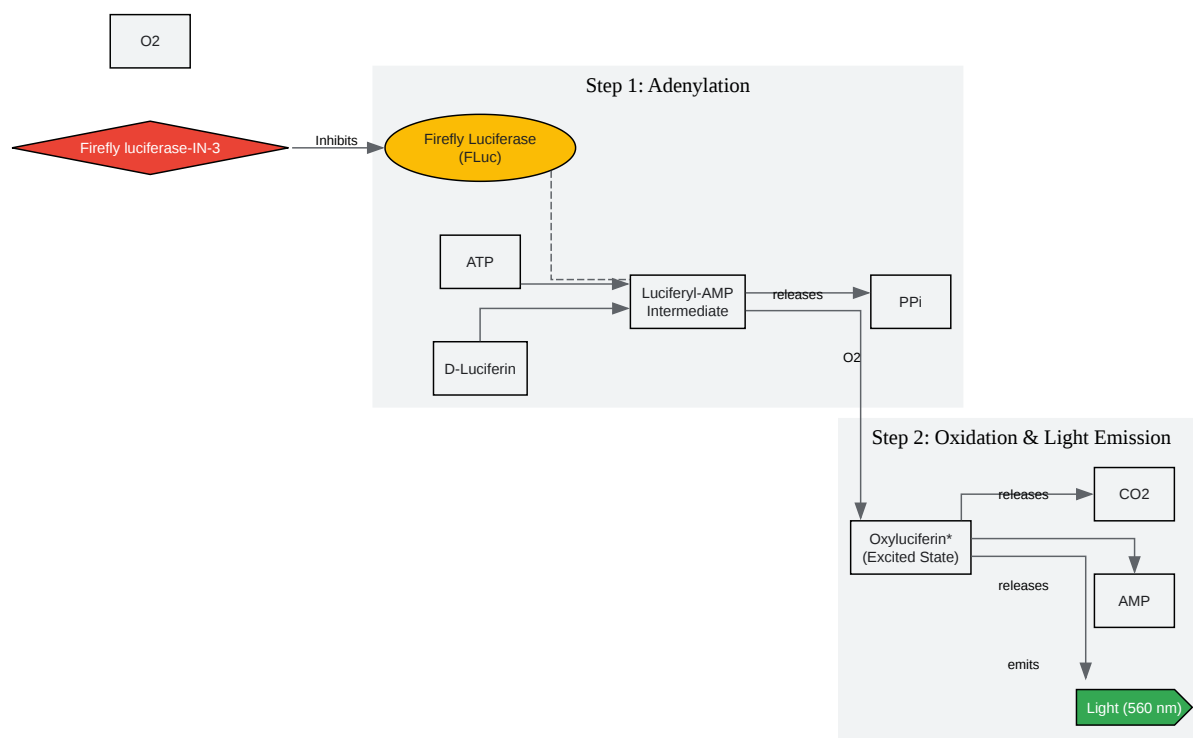 O2
Step 1: Adenylation
Firefly luciferase-IN-3
Inhibits
Firefly Luciferase
(FLuc)
ATP
Luciferyl-AMP
Intermediate
releases
PPi
D-Luciferin
O2
Step 2: Oxidation & Light Emission
releases
CO2
Oxyluciferin*
(Excited State)
releases
AMP
emits
Light (560 nm)